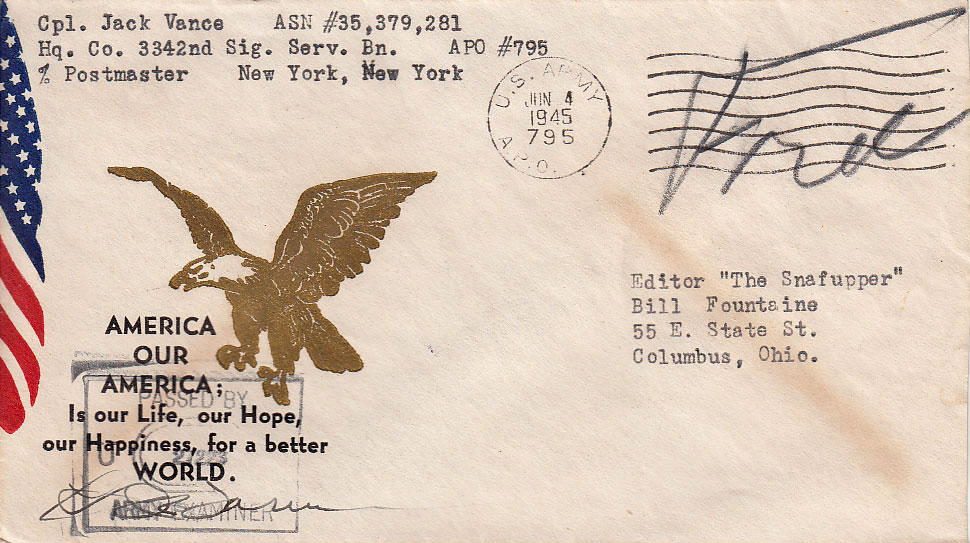 Cpl. Jack Vance ASN #35,379,281
Hq. Co. 3342nd Sig. Serv. Bn. APO #795
% Postmaster New York, New York
U.S. ARMY
JUN 4
1945
795
A.P.O.
Editor "The Snafupper"
Bill Fountaine
55 E. State St.
Columbus, Ohio.
AMERICA
OUR
AMERICA;
Is our Life, our Hope,
our Happiness, for a better
WORLD.
PASSED BY
U
ARMY EXAMINER